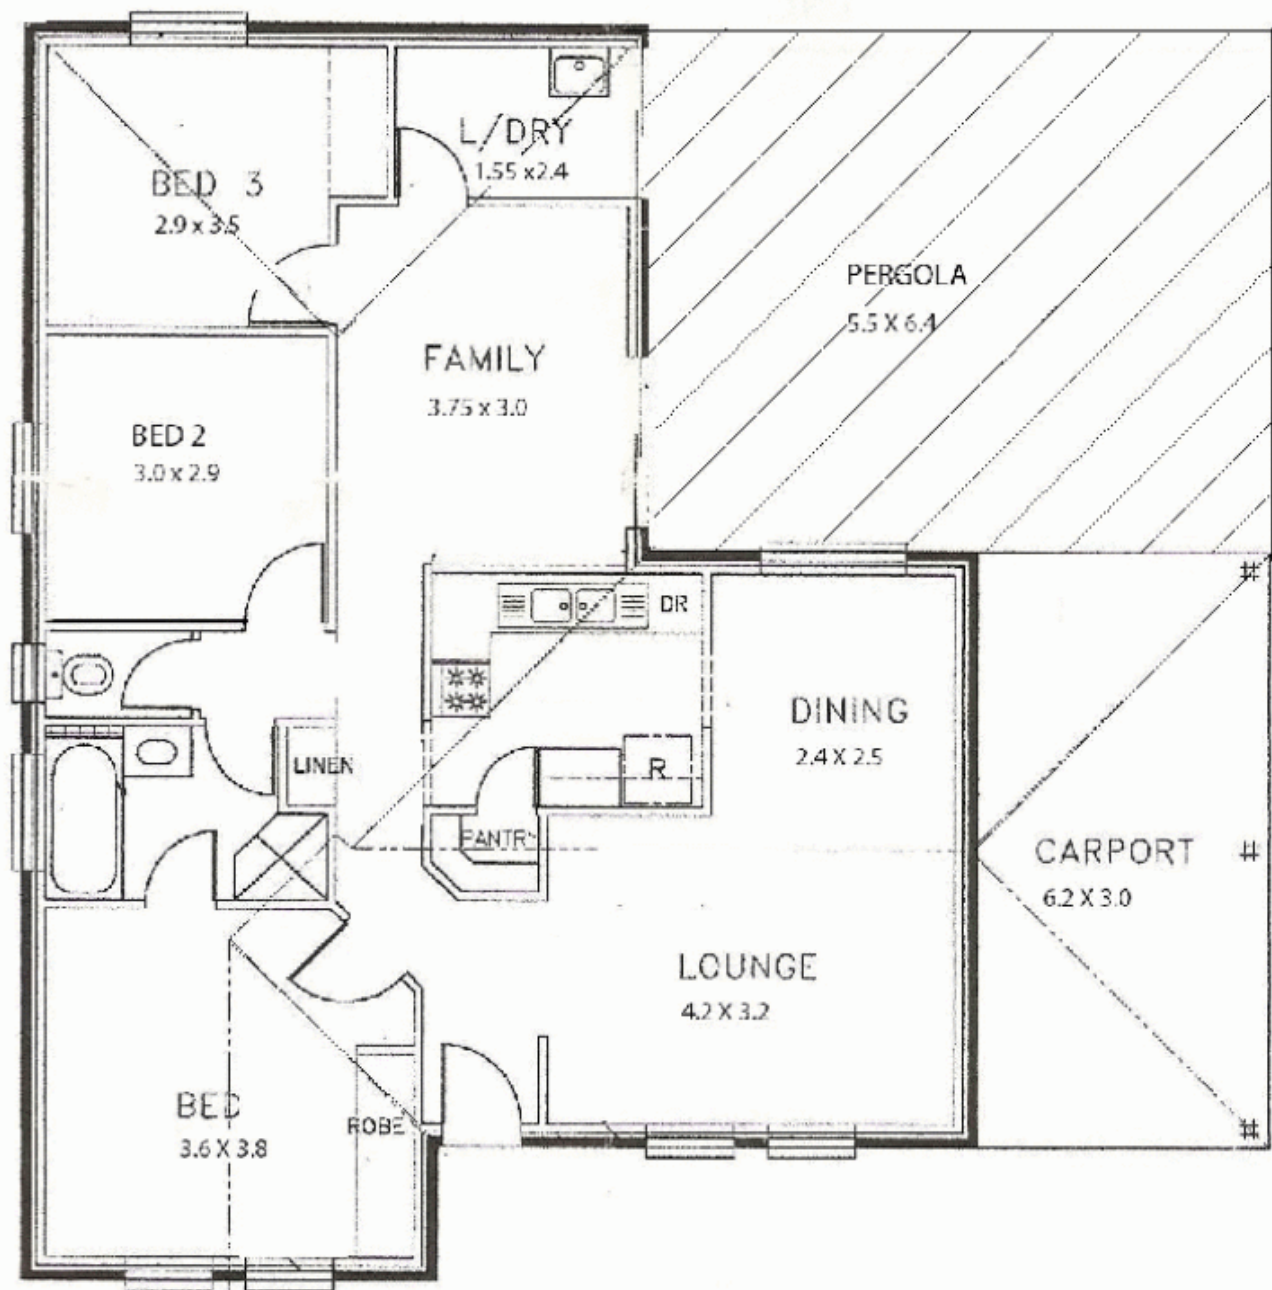 L/DRY
1.55 x2.4
BED 3
2.9 x 3.5
PERGOLA
5.5 X 6.4
FAMILY
3.75 x 3.0
BED 2
3.0 x 2.9
DR
DINING
2.4 X 2.5
LINEN
R
PANTRY
CARPORT
6.2 X 3.0
LOUNGE
4.2 X 3.2
BED
3.6 X 3.8
ROBE